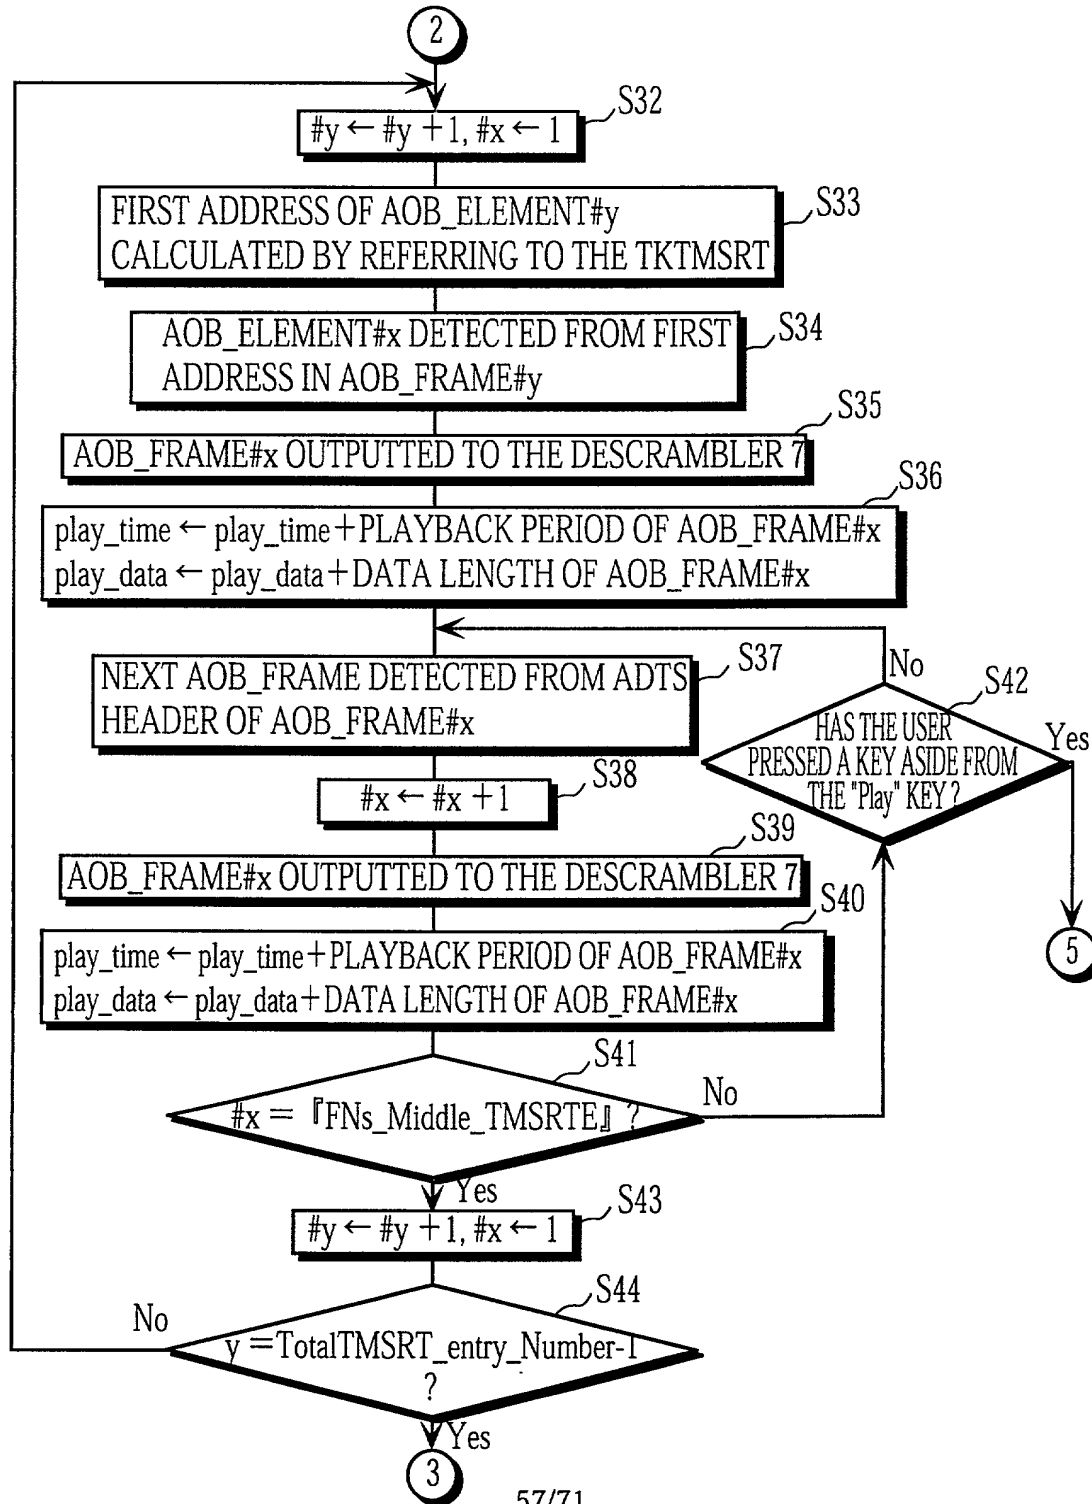 2
S32
#y ← #y + 1, #x ← 1
S33
FIRST ADDRESS OF AOB_ELEMENT#y
CALCULATED BY REFERRING TO THE TKTMSRT
S34
AOB_ELEMENT#x DETECTED FROM FIRST
ADDRESS IN AOB_FRAME#y
S35
AOB_FRAME#x OUTPUTTED TO THE DESCRAMBLER 7
S36
play_time ← play_time+PLAYBACK PERIOD OF AOB_FRAME#x
play_data ← play_data+DATA LENGTH OF AOB_FRAME#x
S37
NEXT AOB_FRAME DETECTED FROM ADTS
HEADER OF AOB_FRAME#x
No
S42
HAS THE USER
PRESSED A KEY ASIDE FROM
THE "Play" KEY ?
Yes
5
S38
#x ← #x + 1
S39
AOB_FRAME#x OUTPUTTED TO THE DESCRAMBLER 7
S40
play_time ← play_time+PLAYBACK PERIOD OF AOB_FRAME#x
play_data ← play_data+DATA LENGTH OF AOB_FRAME#x
S41
#x = 『FNs_Middle_TMSRTE』 ?
No
Yes
S43
#y ← #y + 1, #x ← 1
S44
No
y =TotalTMSRT_entry_Number-1
?
Yes
3
57/71